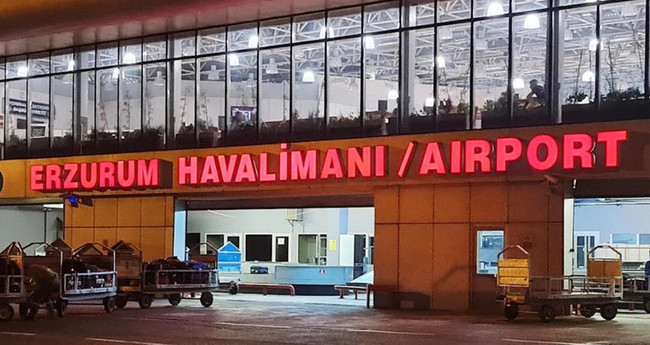 ERZURUM HAVALİMANI / AIRPORT